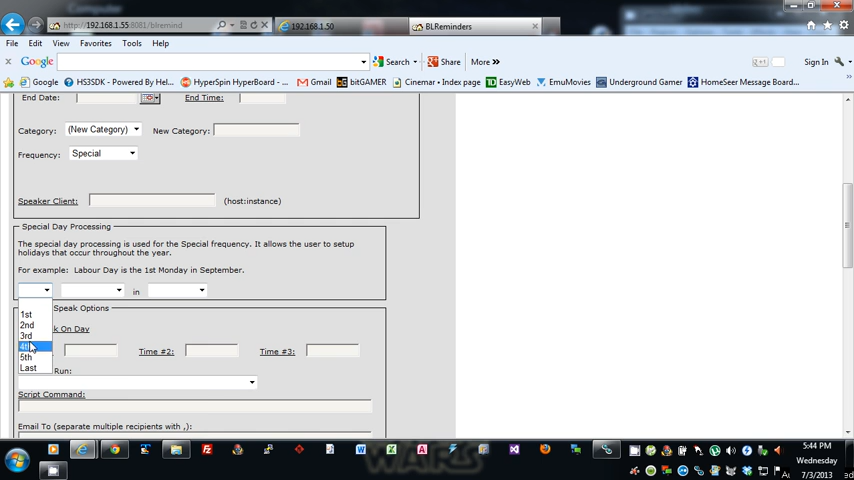 Computer
http://192.168.1.55:8081/blremind
192.168.1.50
BLReminders
File Edit View Favorites Tools Help
Google Search Share More »
Sign In
Google HS3SDK - Powered By Hel... HyperSpin HyperBoard - ... Gmail bitGAMER Cinemar • Index page EasyWeb EmuMovies Underground Gamer HomeSeer Message Board...
End Date: End Time:
Category: (New Category) New Category:
Frequency: Special
Speaker Client: (host:instance)
Special Day Processing
The special day processing is used for the Special frequency. It allows the user to setup
holidays that occur throughout the year.
For example: Labour Day is the 1st Monday in September.
in
1st
2nd
3rd
4th
5th
Last
Speak Options
On Day
Time #2: Time #3:
Run:
Script Command:
Email To (separate multiple recipients with ,):
WARS
5:44 PM
Wednesday
7/3/2013